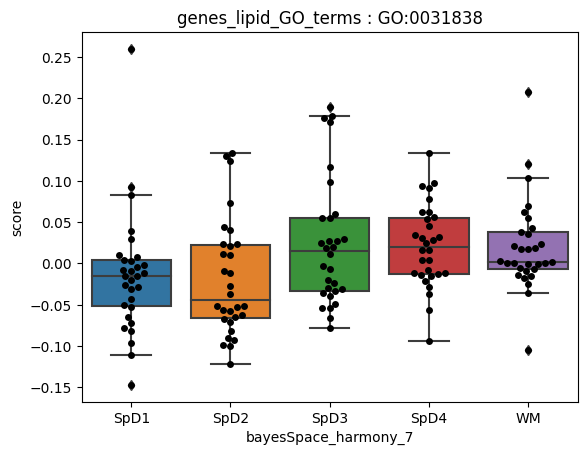 genes_lipid_GO_terms : GO:0031838
0.25
0.20
0.15
0.10
0.05
0.00
−0.05
−0.10
−0.15
score
SpD1 SpD2 SpD3 SpD4 WM
bayesSpace_harmony_7